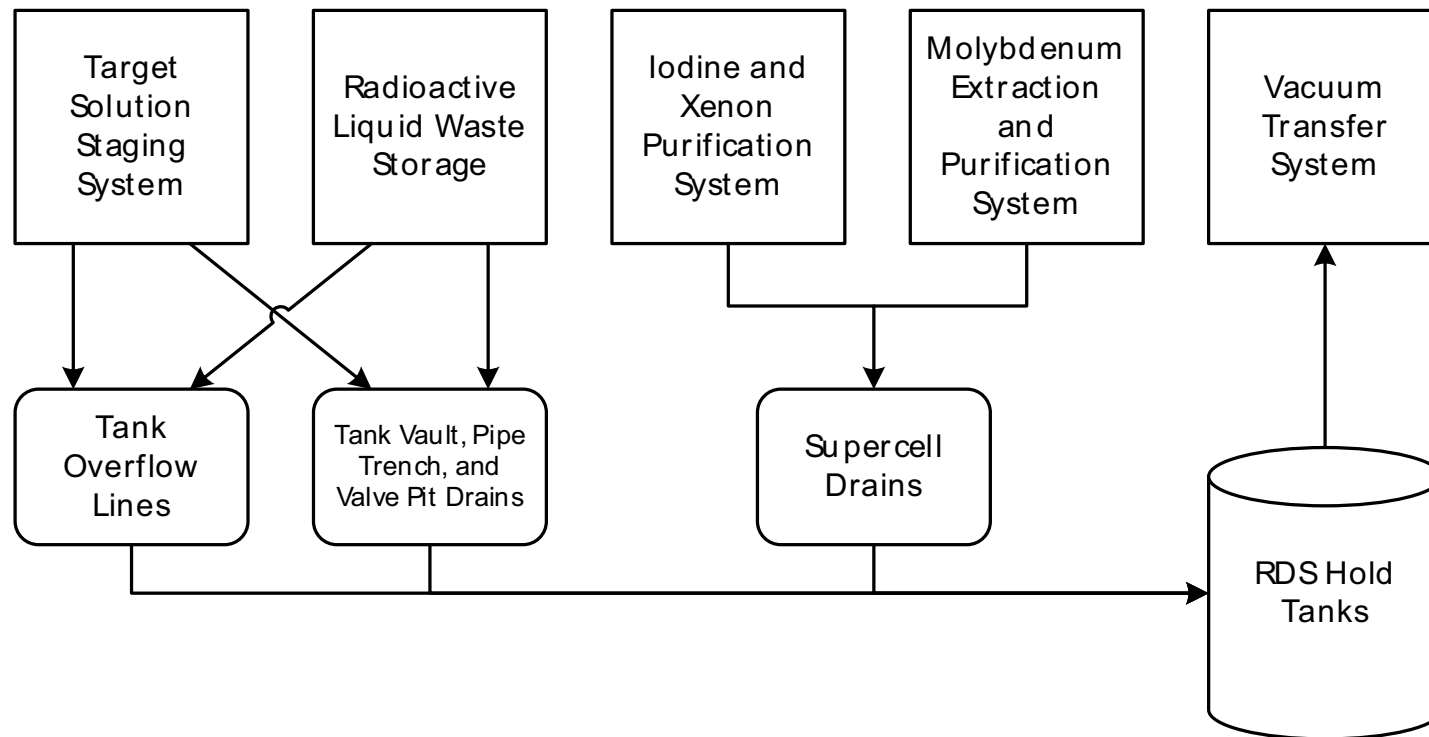 Target
Solution
Staging
System
Radioactive
Liquid Waste
Storage
Iodine and
Xenon
Purification
System
Molybdenum
Extraction
and
Purification
System
Vacuum
Transfer
System
Tank
Overflow
Lines
Tank Vault, Pipe
Trench, and
Valve Pit Drains
Supercell
Drains
RDS Hold
Tanks